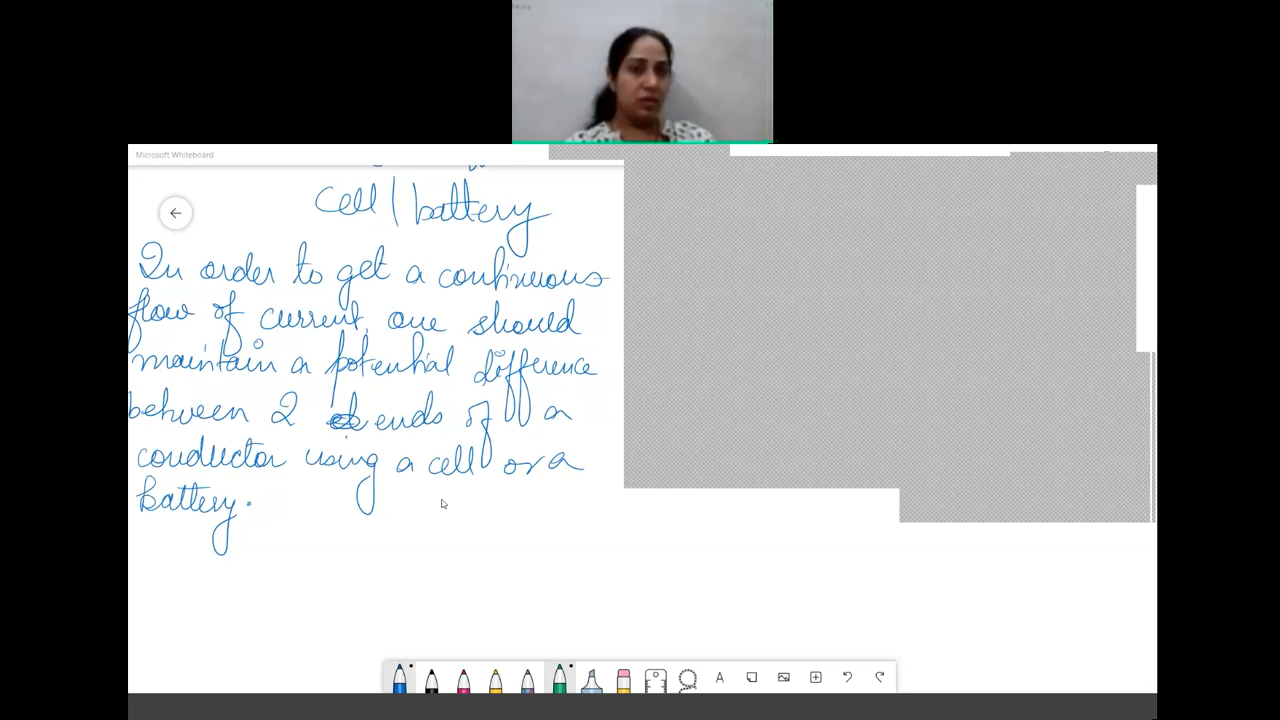 Microsoft Whiteboard
cell | battery
In order to get a continuous
flow of current, one should
maintain a potential difference
between 2 ends of a
conductor using a cell or a
battery.
A